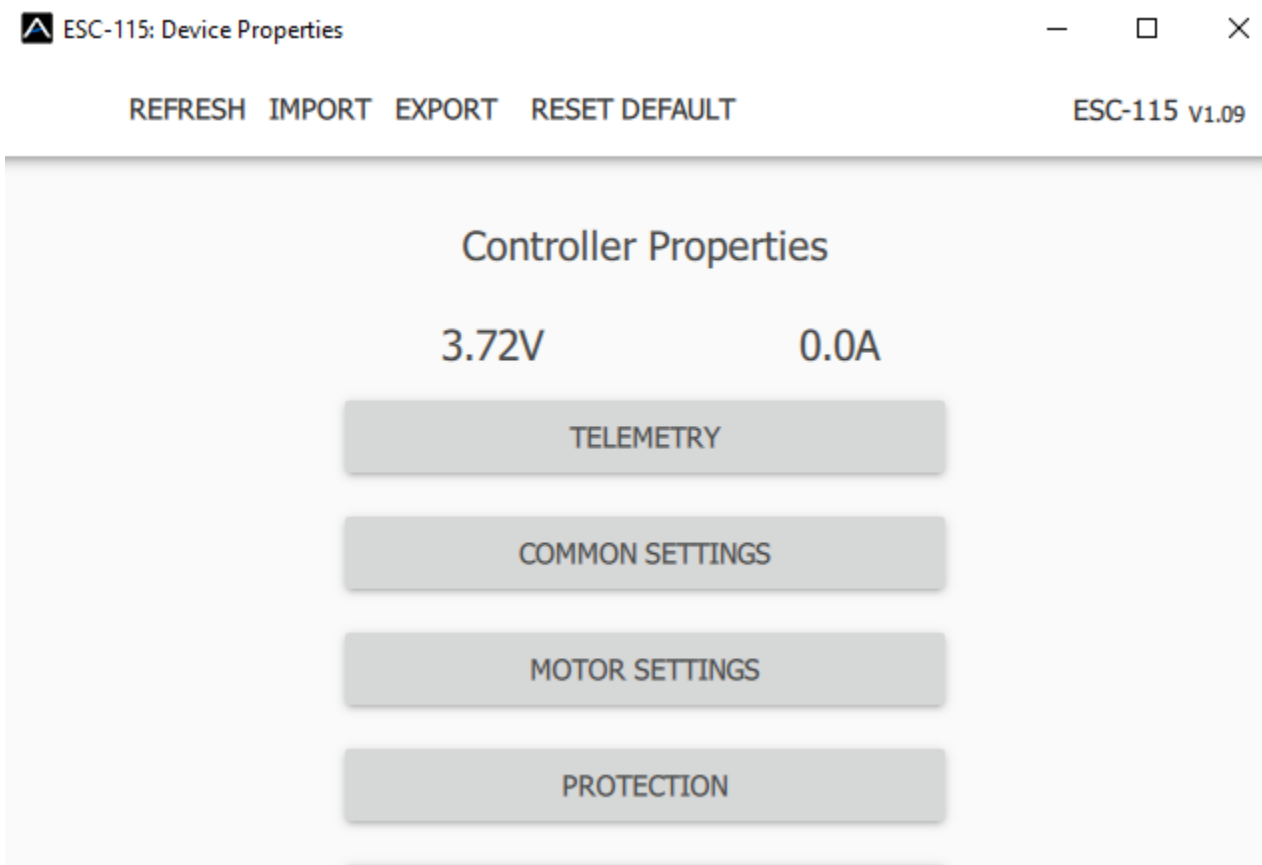 ESC-115: Device Properties
REFRESH IMPORT EXPORT RESET DEFAULT ESC-115 V1.09
Controller Properties
3.72V 0.0A
TELEMETRY
COMMON SETTINGS
MOTOR SETTINGS
PROTECTION